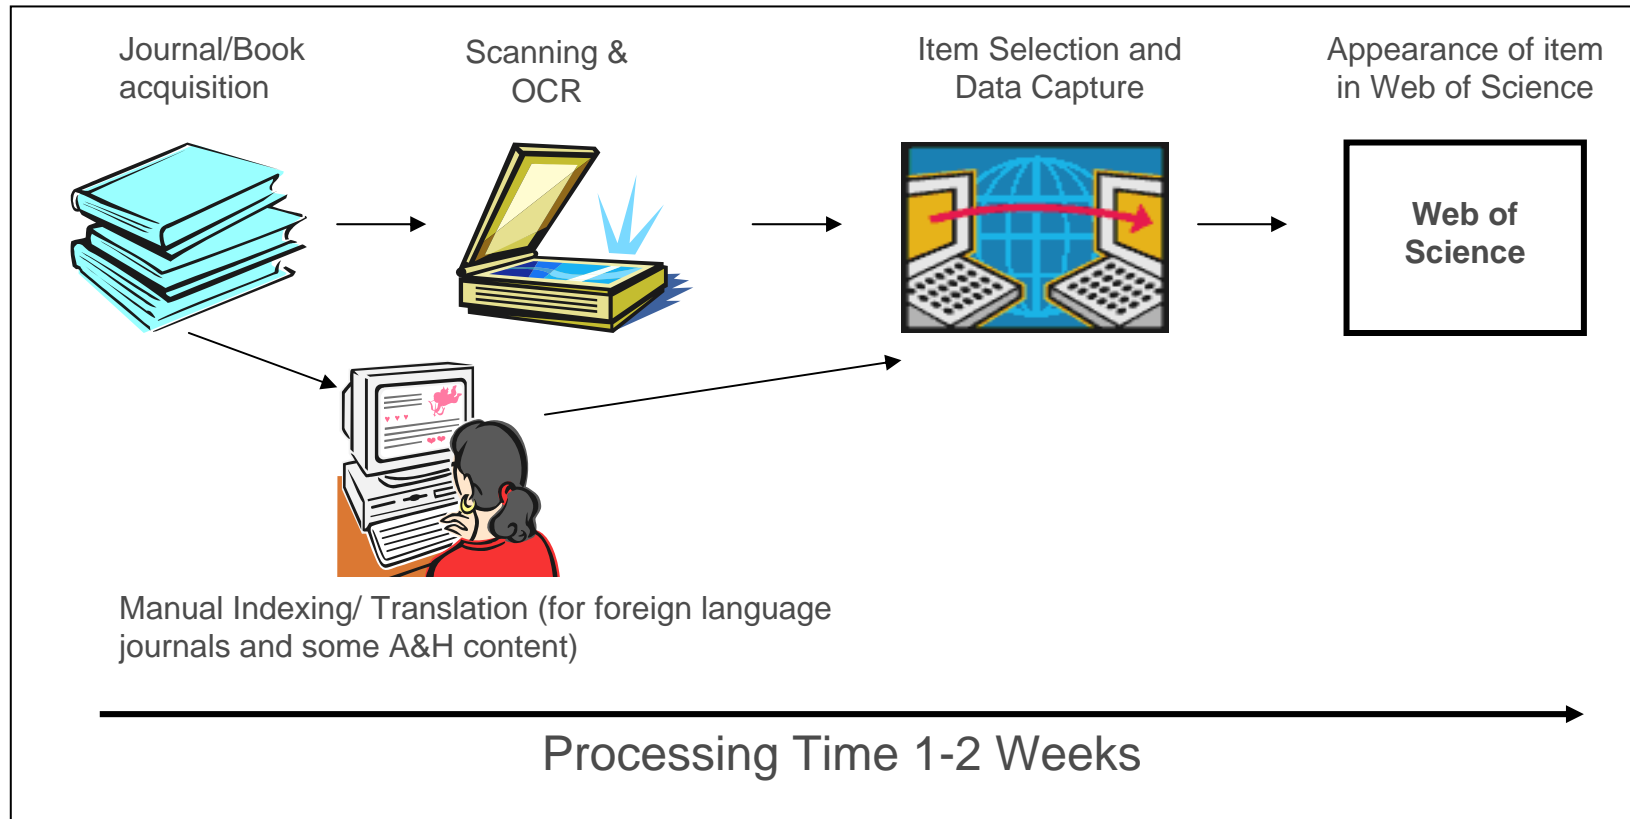 Journal/Book
acquisition
Scanning &
OCR
Item Selection and
Data Capture
Appearance of item
in Web of Science
Web of
Science
Manual Indexing/ Translation (for foreign language
journals and some A&H content)
Processing Time 1-2 Weeks